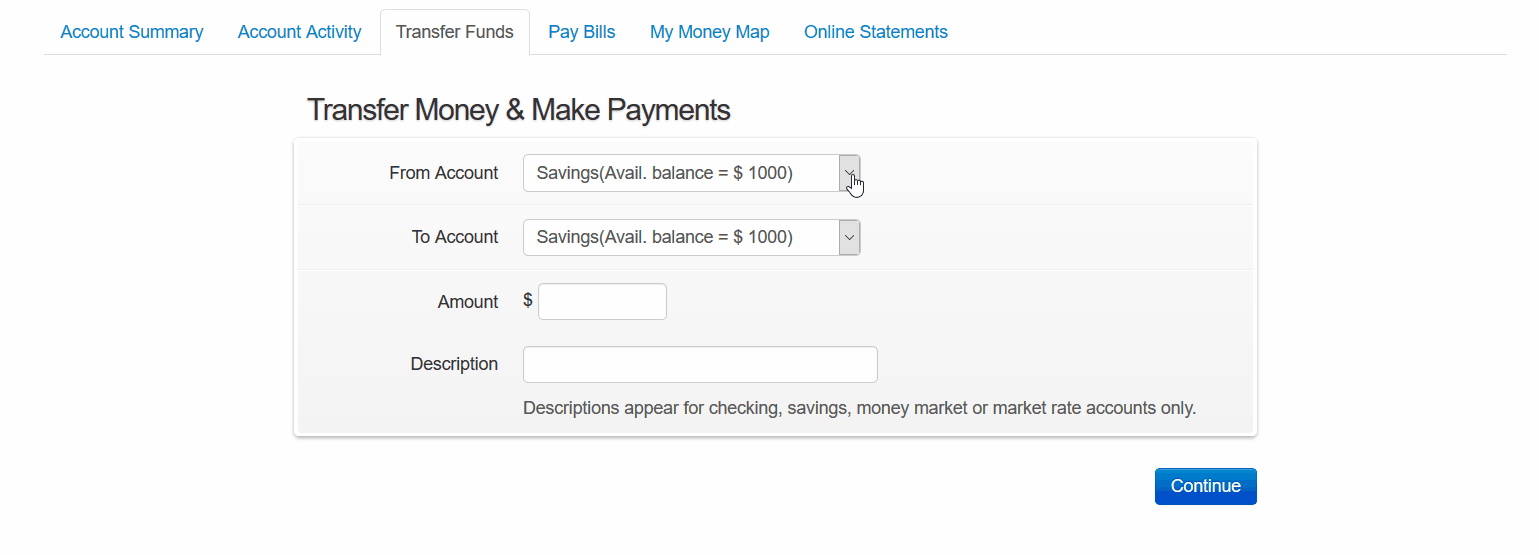 Account Summary Account Activity Transfer Funds Pay Bills My Money Map Online Statements
Transfer Money & Make Payments
From Account Savings(Avail. balance = $ 1000)
To Account Savings(Avail. balance = $ 1000)
Amount $
Description
Descriptions appear for checking, savings, money market or market rate accounts only.
Continue